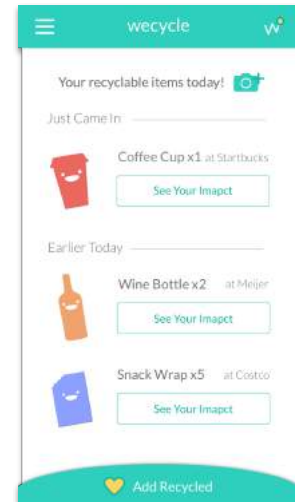 wecycle
Your recyclable items today!
Just Came In
Coffee Cup x1 at Startbucks
See Your Imapct
Earlier Today
Wine Bottle x2 at Meijer
See Your Imapct
Snack Wrap x5 at Costco
See Your Imapct
Add Recycled